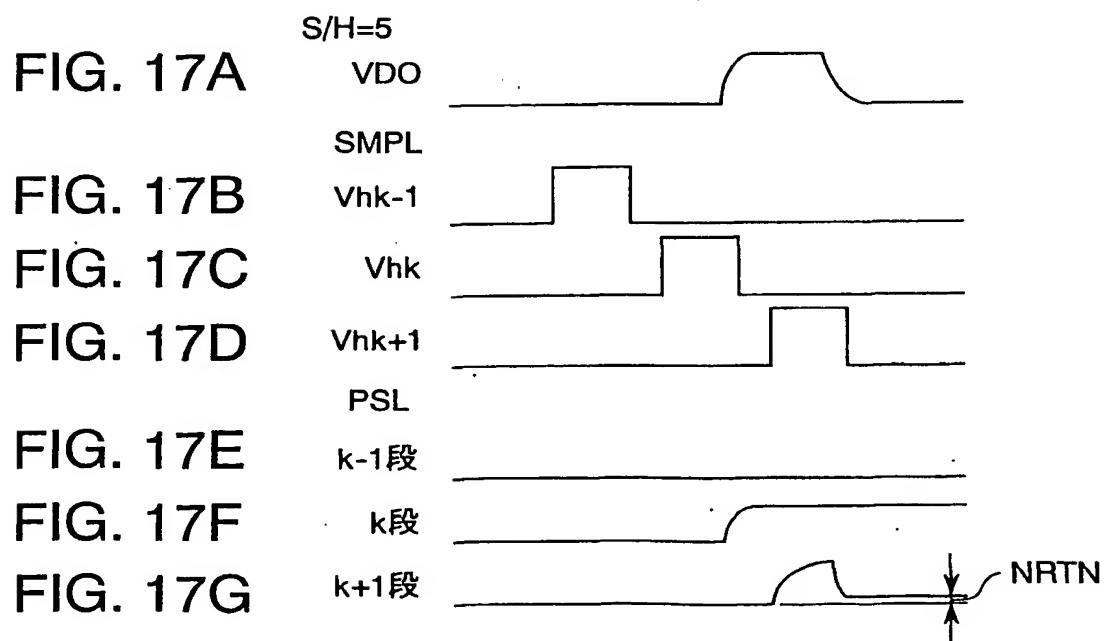 S/H=5
FIG. 17A VDO
SMPL
FIG. 17B Vhk-1
FIG. 17C Vhk
FIG. 17D Vhk+1
PSL
FIG. 17E k-1段
FIG. 17F k段
FIG. 17G k+1段 NRTN